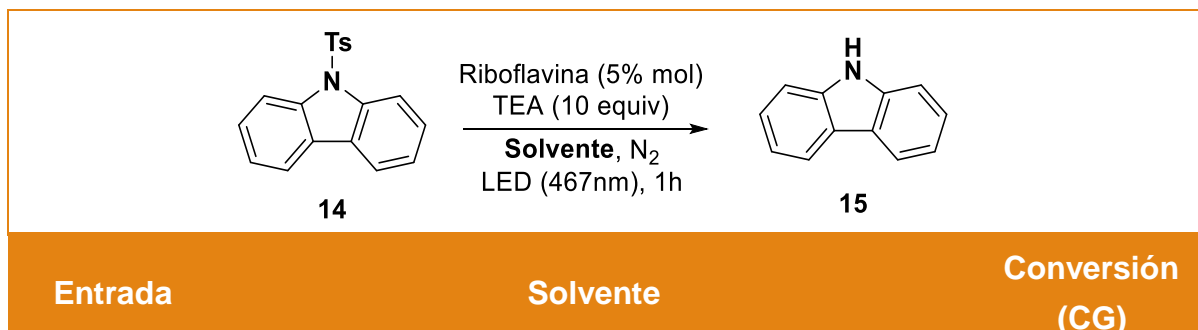 Ts
N
Riboflavina (5% mol)
TEA (10 equiv)
Solvente, N₂
LED (467nm), 1h
14
H
N
15
Entrada
Solvente
Conversión
(CG)